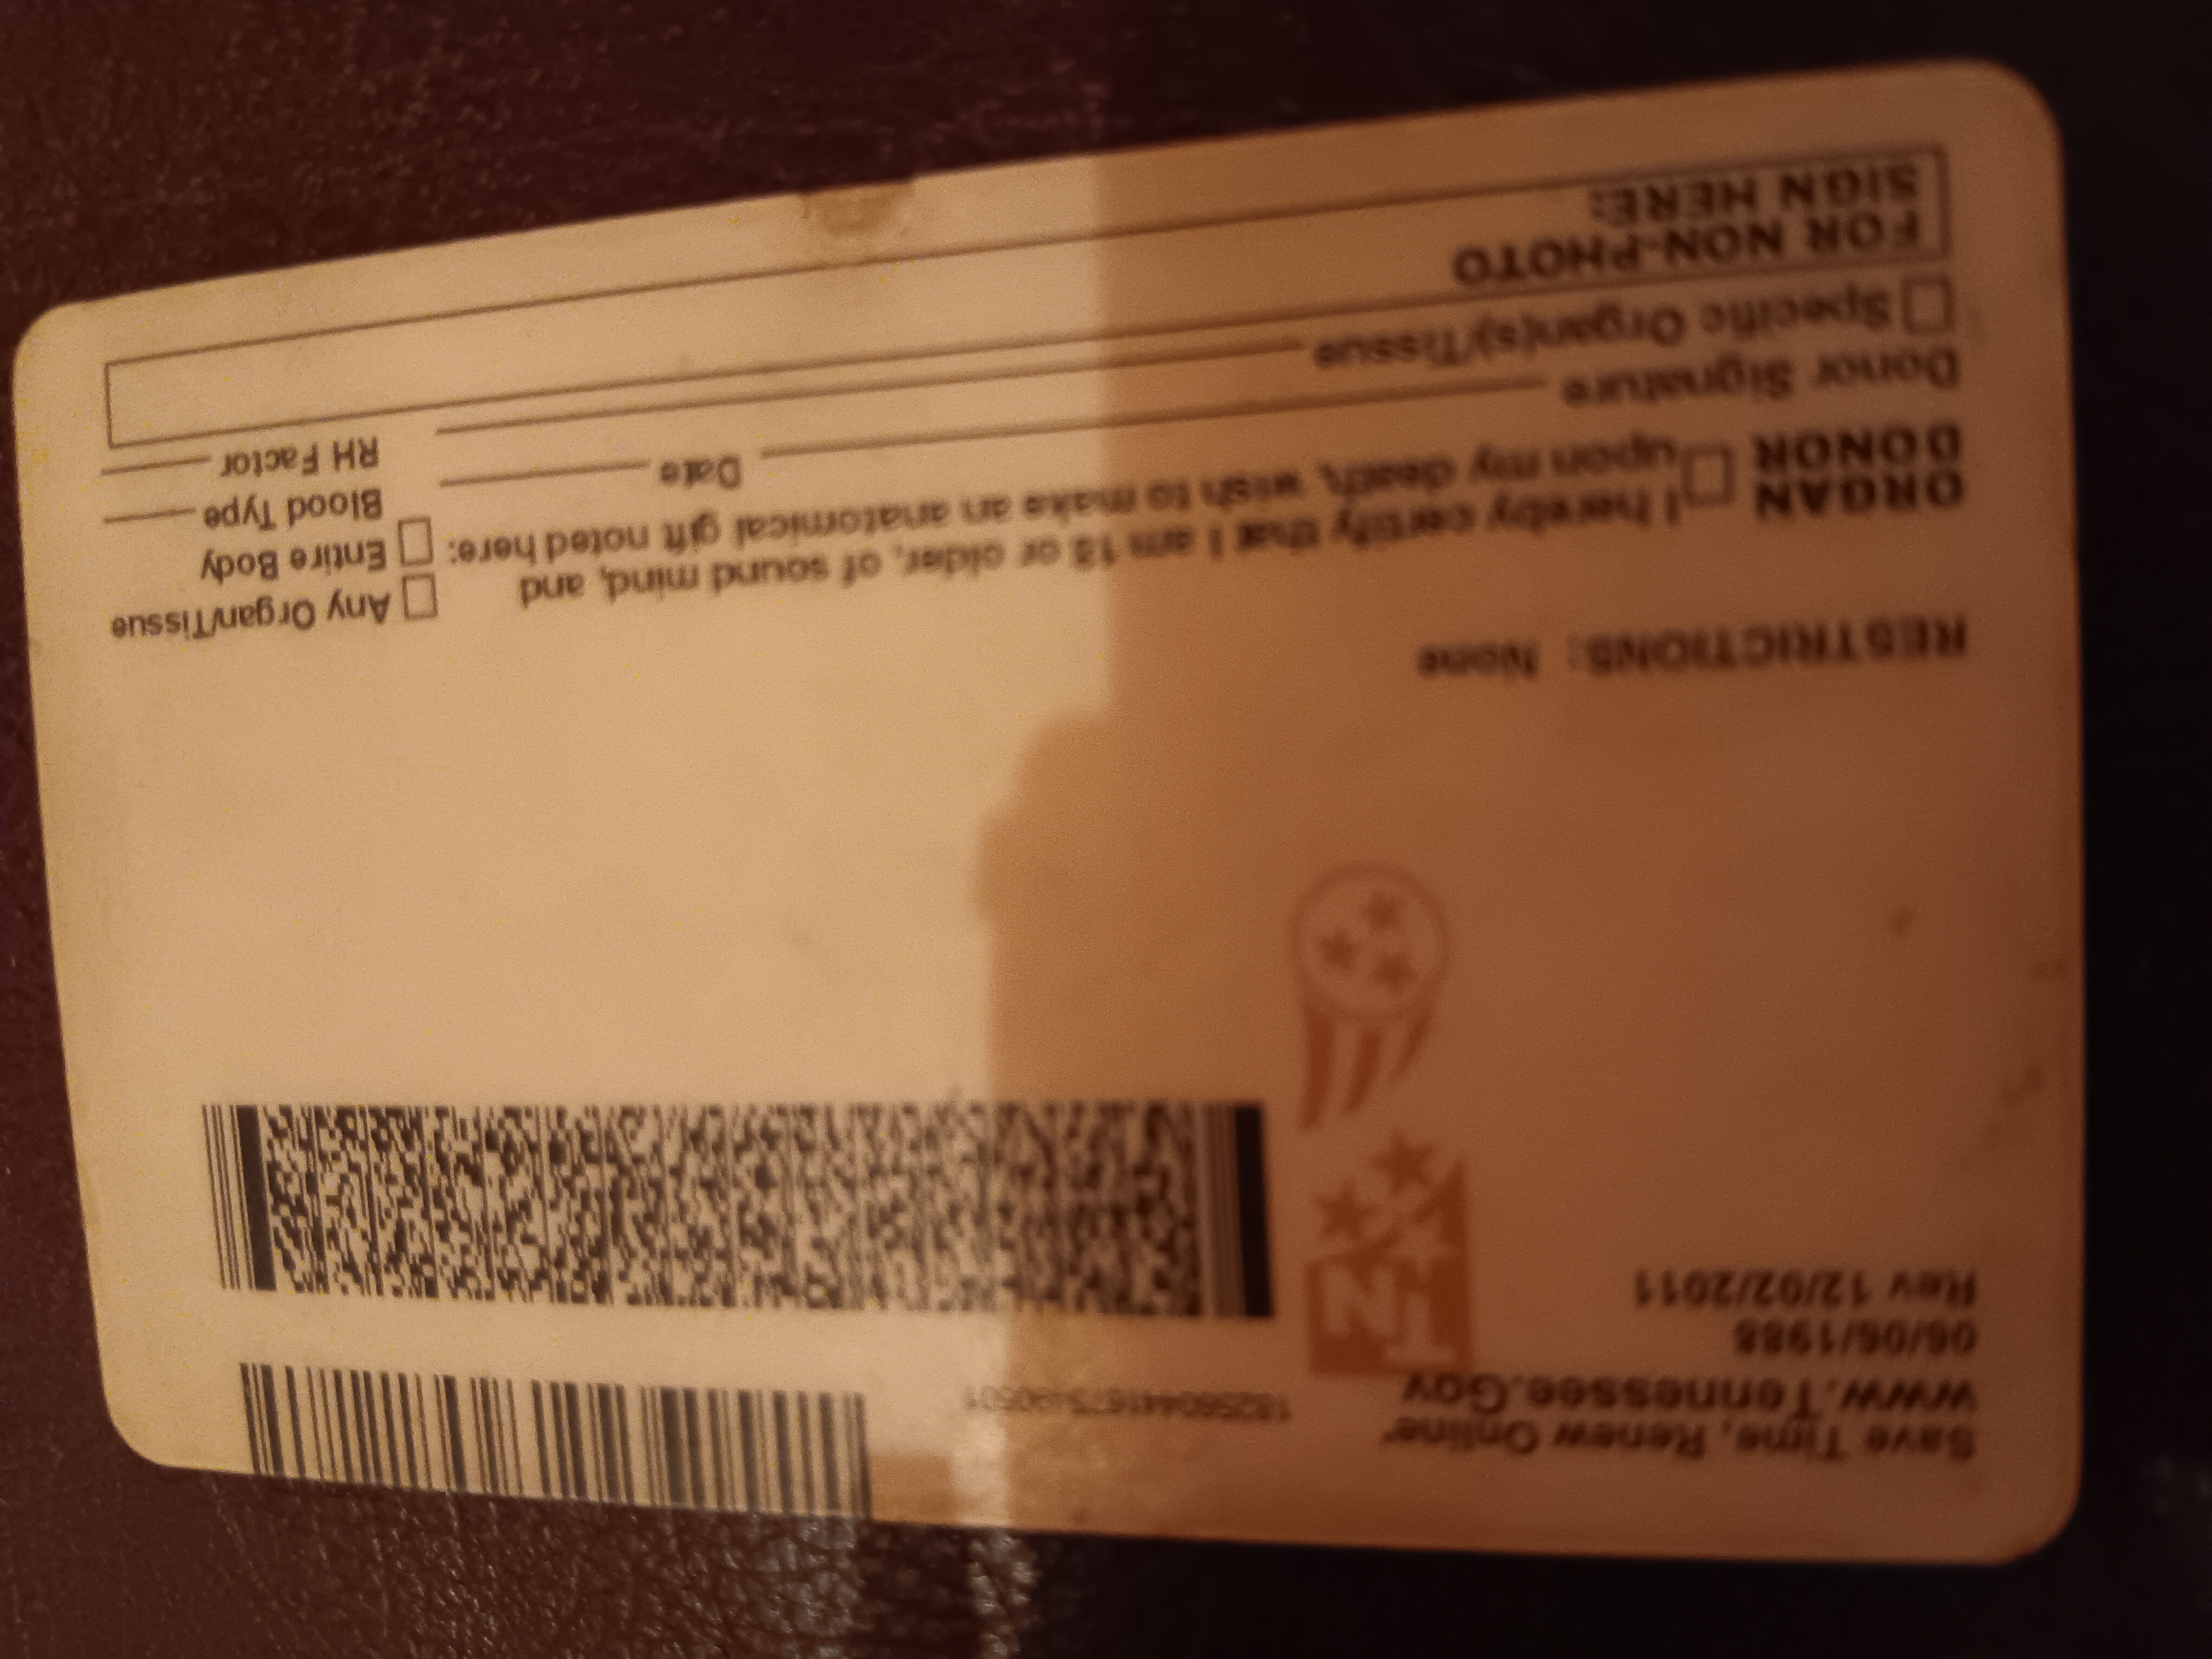 Save Time, Renew Online
www.Tennessee.Gov
06/06/1988
Rev 12/02/2011
TN
RESTRICTIONS: None
ORGAN DONOR
I hereby certify that I am 18 or older, of sound mind, and
upon my death, wish to make an anatomical gift noted here:
Any Organ/Tissue
Entire Body
Donor Signature Date
Blood Type
Specific Organ(s)/Tissue
RH Factor
FOR NON-PHOTO
SIGN HERE: